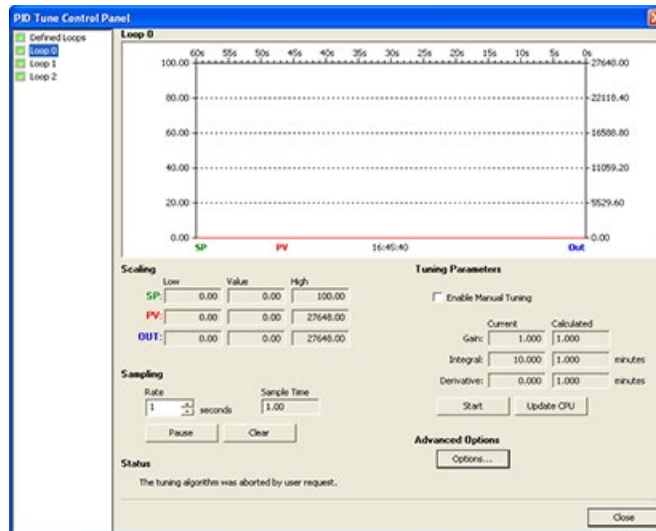 PID Tune Control Panel
Defined Loops
Loop 0
Loop 1
Loop 2
Loop 0
60s 55s 50s 45s 40s 35s 30s 25s 20s 15s 10s 5s 0s
100.00 27648.00
80.00 22118.40
60.00 16588.80
40.00 11059.20
20.00 5529.60
0.00 0.00
SP PV 16:45:40 Out
Scaling
Low Value High
SP: 0.00 0.00 100.00
PV: 0.00 0.00 27648.00
OUT: 0.00 0.00 27648.00
Sampling
Rate Sample Time
1 seconds 1.00
Pause Clear
Status
The tuning algorithm was aborted by user request.
Tuning Parameters
Enable Manual Tuning
Current Calculated
Gain: 1.000 1.000
Integral: 10.000 1.000 minutes
Derivative: 0.000 1.000 minutes
Start Update CPU
Advanced Options
Options...
Close